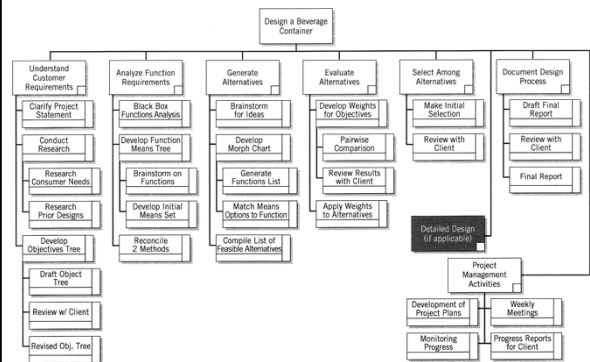 Design a Beverage
Container
Understand
Customer
Requirements
Analyze Function
Requirements
Generate
Alternatives
Evaluate
Alternatives
Select Among
Alternatives
Document Design
Process
Clarify Project
Statement
Conduct
Research
Research
Consumer Needs
Research
Prior Designs
Develop
Objectives Tree
Draft Object
Tree
Review w/ Client
Revised Obj. Tree
Black Box
Functions Analysis
Develop Function
Means Tree
Brainstorm on
Functions
Develop Initial
Means Set
Reconcile
2 Methods
Brainstorm
for Ideas
Develop
Morph Chart
Generate
Functions List
Match Means
Options to Function
Compile List of
Feasible Alternatives
Develop Weights
for Objectives
Pairwise
Comparison
Review Results
with Client
Apply Weights
to Alternatives
Make Initial
Selection
Review with
Client
Draft Final
Report
Review with
Client
Final Report
Detailed Design
(if applicable)
Project
Management
Activities
Development of
Project Plans
Weekly
Meetings
Monitoring
Progress
Progress Reports
for Client